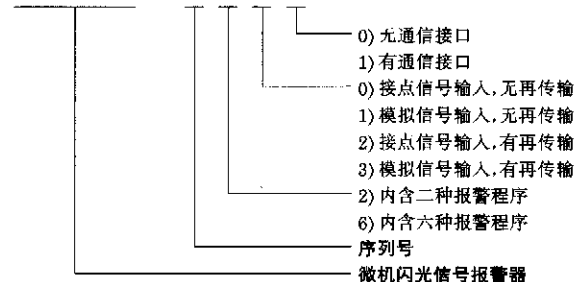 0) 无通信接口
1) 有通信接口
0) 接点信号输入,无再传输
1) 模拟信号输入,无再传输
2) 接点信号输入,有再传输
3) 模拟信号输入,有再传输
2) 内含二种报警程序
6) 内含六种报警程序
序列号
微机闪光信号报警器